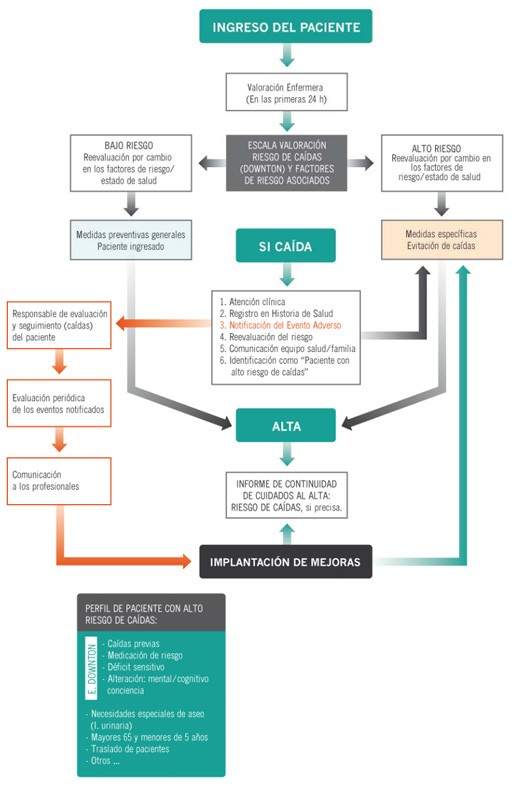 INGRESO DEL PACIENTE
Valoración Enfermera
(En las primeras 24 h)
BAJO RIESGO
Reevaluación por cambio
en los factores de riesgo/
estado de salud
ESCALA VALORACIÓN
RIESGO DE CAÍDAS
(DOWNTON) Y FACTORES
DE RIESGO ASOCIADOS
ALTO RIESGO
Reevaluación por cambio en
los factores de
riesgo/estado de salud
Medidas preventivas generales
Paciente ingresado
SI CAÍDA
Medidas específicas
Evitación de caídas
1. Atención clínica
2. Registro en Historia de Salud
3. Notificación del Evento Adverso
4. Reevaluación del riesgo
5. Comunicación equipo salud/familia
6. Identificación como “Paciente con
alto riesgo de caídas”
Responsable de evaluación
y seguimiento (caídas)
del paciente
Evaluación periódica
de los eventos notificados
Comunicación
a los profesionales
ALTA
INFORME DE CONTINUIDAD
DE CUIDADOS AL ALTA:
RIESGO DE CAÍDAS, si precisa.
IMPLANTACIÓN DE MEJORAS
PERFIL DE PACIENTE CON ALTO
RIESGO DE CAÍDAS:
E. DOWNTON
- Caídas previas
- Medicación de riesgo
- Déficit sensitivo
- Alteración: mental/cognitivo
conciencia
- Necesidades especiales de aseo
(I. urinaria)
- Mayores 65 y menores de 5 años
- Traslado de pacientes
- Otros ...